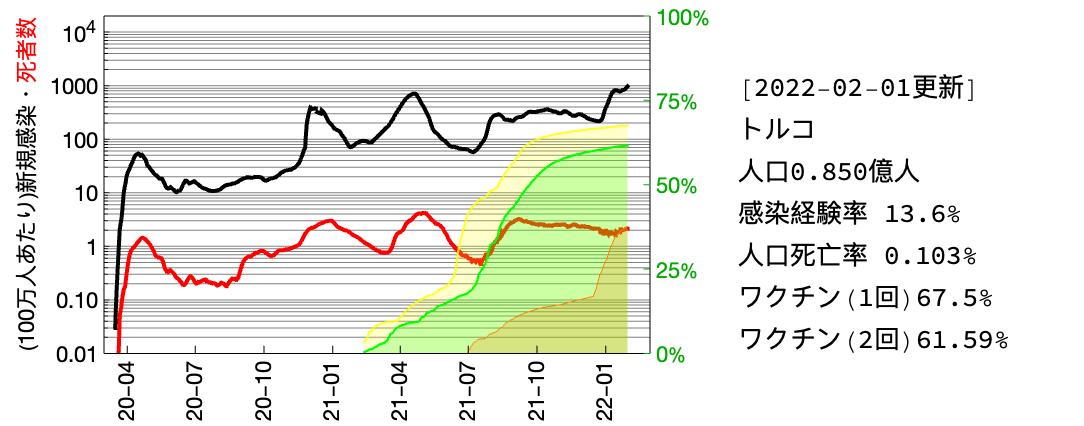 (100万人あたり)新規感染・死者数
10⁴
1000
100
10
1
0.10
0.01
100%
75%
50%
25%
0%
20-04
20-07
20-10
21-01
21-04
21-07
21-10
22-01
[2022-02-01更新]
トルコ
人口0.850億人
感染経験率 13.6%
人口死亡率 0.103%
ワクチン(1回)67.5%
ワクチン(2回)61.59%